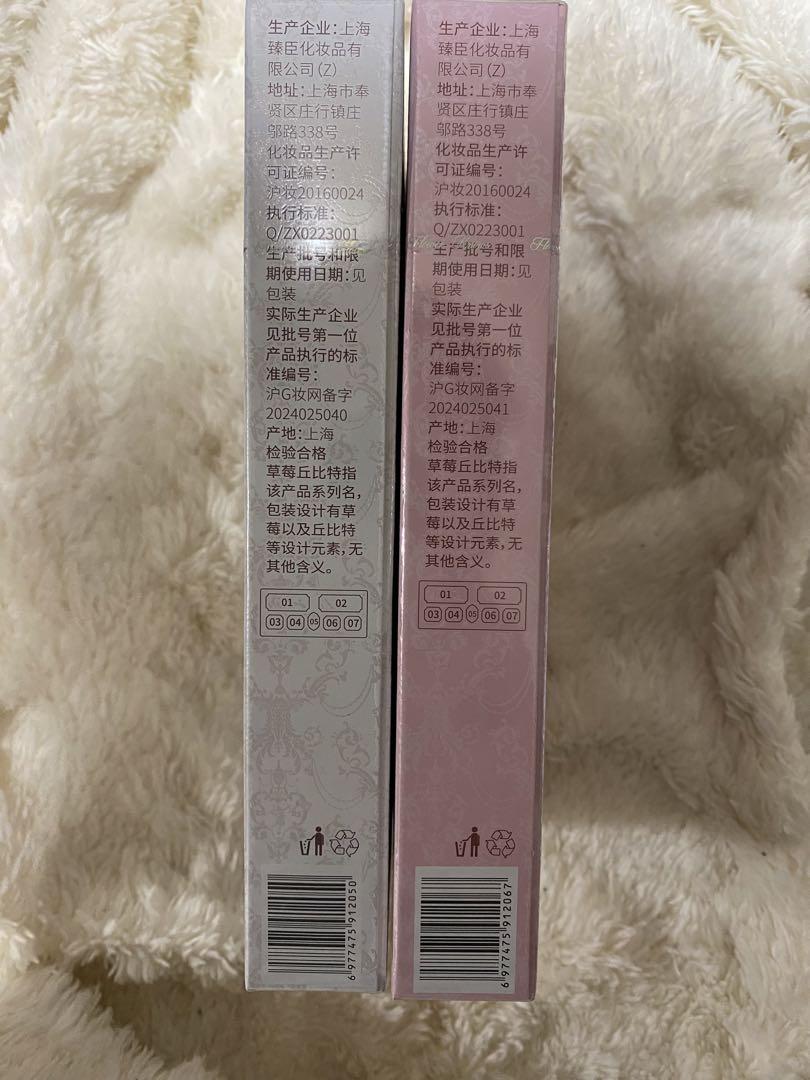 生产企业：上海
臻臣化妆品有
限公司(Z)
地址：上海市奉
贤区庄行镇庄
邬路338号
化妆品生产许
可证编号：
沪妆20160024
执行标准：
Q/ZX0223001
生产批号和限
期使用日期：见
包装
实际生产企业
见批号第一位
产品执行的标
准编号：
沪G妆网备字
2024025040
产地：上海
检验合格
草莓丘比特指
该产品系列名，
包装设计有草
莓以及丘比特
等设计元素，无
其他含义。
01 02
03 04 05 06 07
6 977475 912050
生产企业：上海
臻臣化妆品有
限公司(Z)
地址：上海市奉
贤区庄行镇庄
邬路338号
化妆品生产许
可证编号：
沪妆20160024
执行标准：
Q/ZX0223001
生产批号和限
期使用日期：见
包装
实际生产企业
见批号第一位
产品执行的标
准编号：
沪G妆网备字
2024025041
产地：上海
检验合格
草莓丘比特指
该产品系列名，
包装设计有草
莓以及丘比特
等设计元素，无
其他含义。
01 02
03 04 05 06 07
6 977475 912067